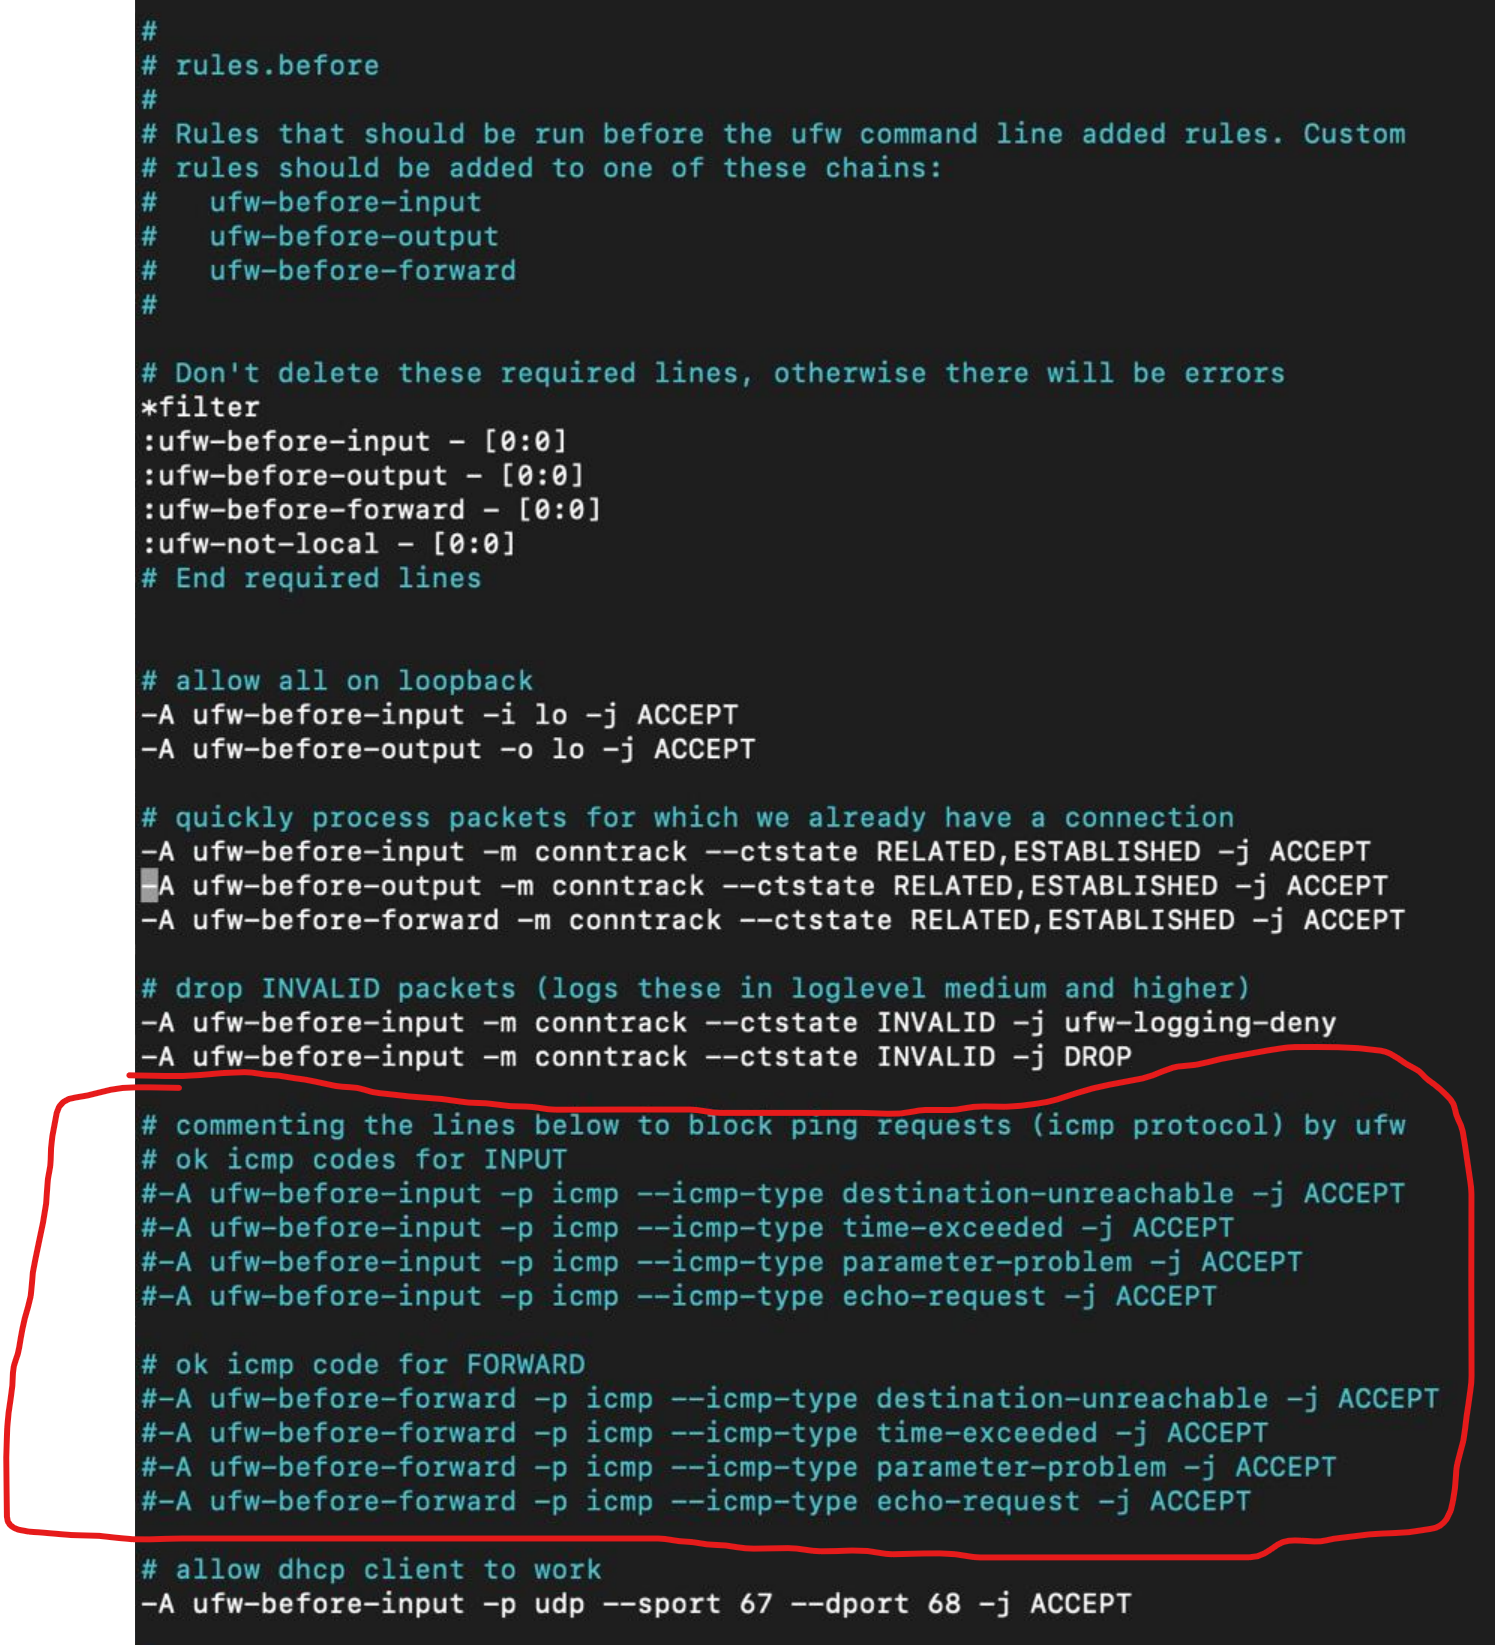 #
# rules.before
#
# Rules that should be run before the ufw command line added rules. Custom
# rules should be added to one of these chains:
#   ufw-before-input
#   ufw-before-output
#   ufw-before-forward
#
# Don't delete these required lines, otherwise there will be errors
*filter
:ufw-before-input - [0:0]
:ufw-before-output - [0:0]
:ufw-before-forward - [0:0]
:ufw-not-local - [0:0]
# End required lines
# allow all on loopback
-A ufw-before-input -i lo -j ACCEPT
-A ufw-before-output -o lo -j ACCEPT
# quickly process packets for which we already have a connection
-A ufw-before-input -m conntrack --ctstate RELATED,ESTABLISHED -j ACCEPT
-A ufw-before-output -m conntrack --ctstate RELATED,ESTABLISHED -j ACCEPT
-A ufw-before-forward -m conntrack --ctstate RELATED,ESTABLISHED -j ACCEPT
# drop INVALID packets (logs these in loglevel medium and higher)
-A ufw-before-input -m conntrack --ctstate INVALID -j ufw-logging-deny
-A ufw-before-input -m conntrack --ctstate INVALID -j DROP
# commenting the lines below to block ping requests (icmp protocol) by ufw
# ok icmp codes for INPUT
#-A ufw-before-input -p icmp --icmp-type destination-unreachable -j ACCEPT
#-A ufw-before-input -p icmp --icmp-type time-exceeded -j ACCEPT
#-A ufw-before-input -p icmp --icmp-type parameter-problem -j ACCEPT
#-A ufw-before-input -p icmp --icmp-type echo-request -j ACCEPT
# ok icmp code for FORWARD
#-A ufw-before-forward -p icmp --icmp-type destination-unreachable -j ACCEPT
#-A ufw-before-forward -p icmp --icmp-type time-exceeded -j ACCEPT
#-A ufw-before-forward -p icmp --icmp-type parameter-problem -j ACCEPT
#-A ufw-before-forward -p icmp --icmp-type echo-request -j ACCEPT
# allow dhcp client to work
-A ufw-before-input -p udp --sport 67 --dport 68 -j ACCEPT